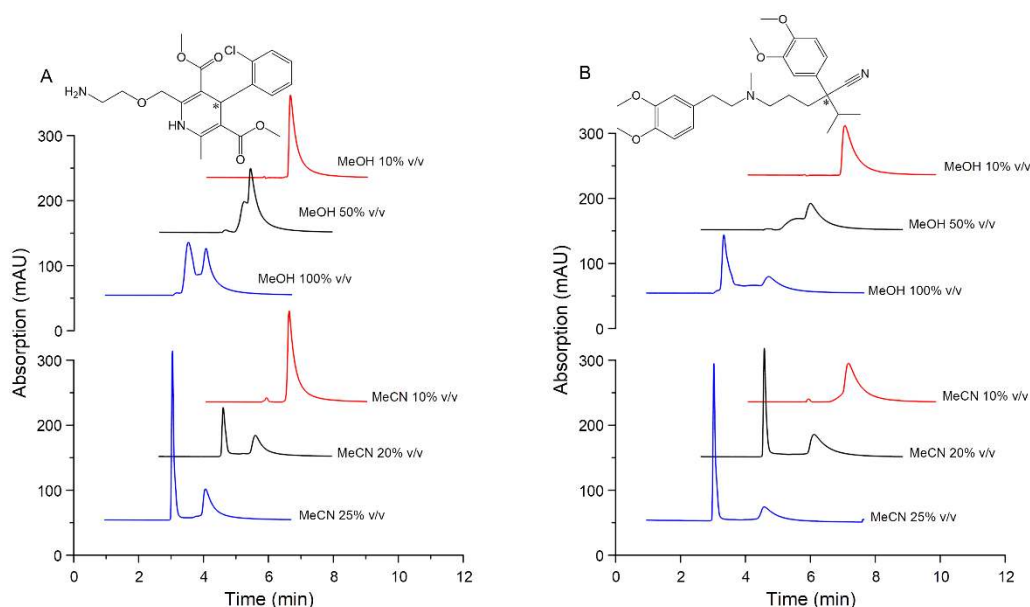 A
O
O
Cl
O
H₂N
O
*
HN
O
O
MeOH 10% v/v
MeOH 50% v/v
MeOH 100% v/v
MeCN 10% v/v
MeCN 20% v/v
MeCN 25% v/v
Absorption (mAU)
300
200
100
0
300
200
100
0
0 2 4 6 8 10 12
Time (min)
B
O
O
N
N
*
O
O
MeOH 10% v/v
MeOH 50% v/v
MeOH 100% v/v
MeCN 10% v/v
MeCN 20% v/v
MeCN 25% v/v
Absorption (mAU)
300
200
100
0
300
200
100
0
0 2 4 6 8 10 12
Time (min)